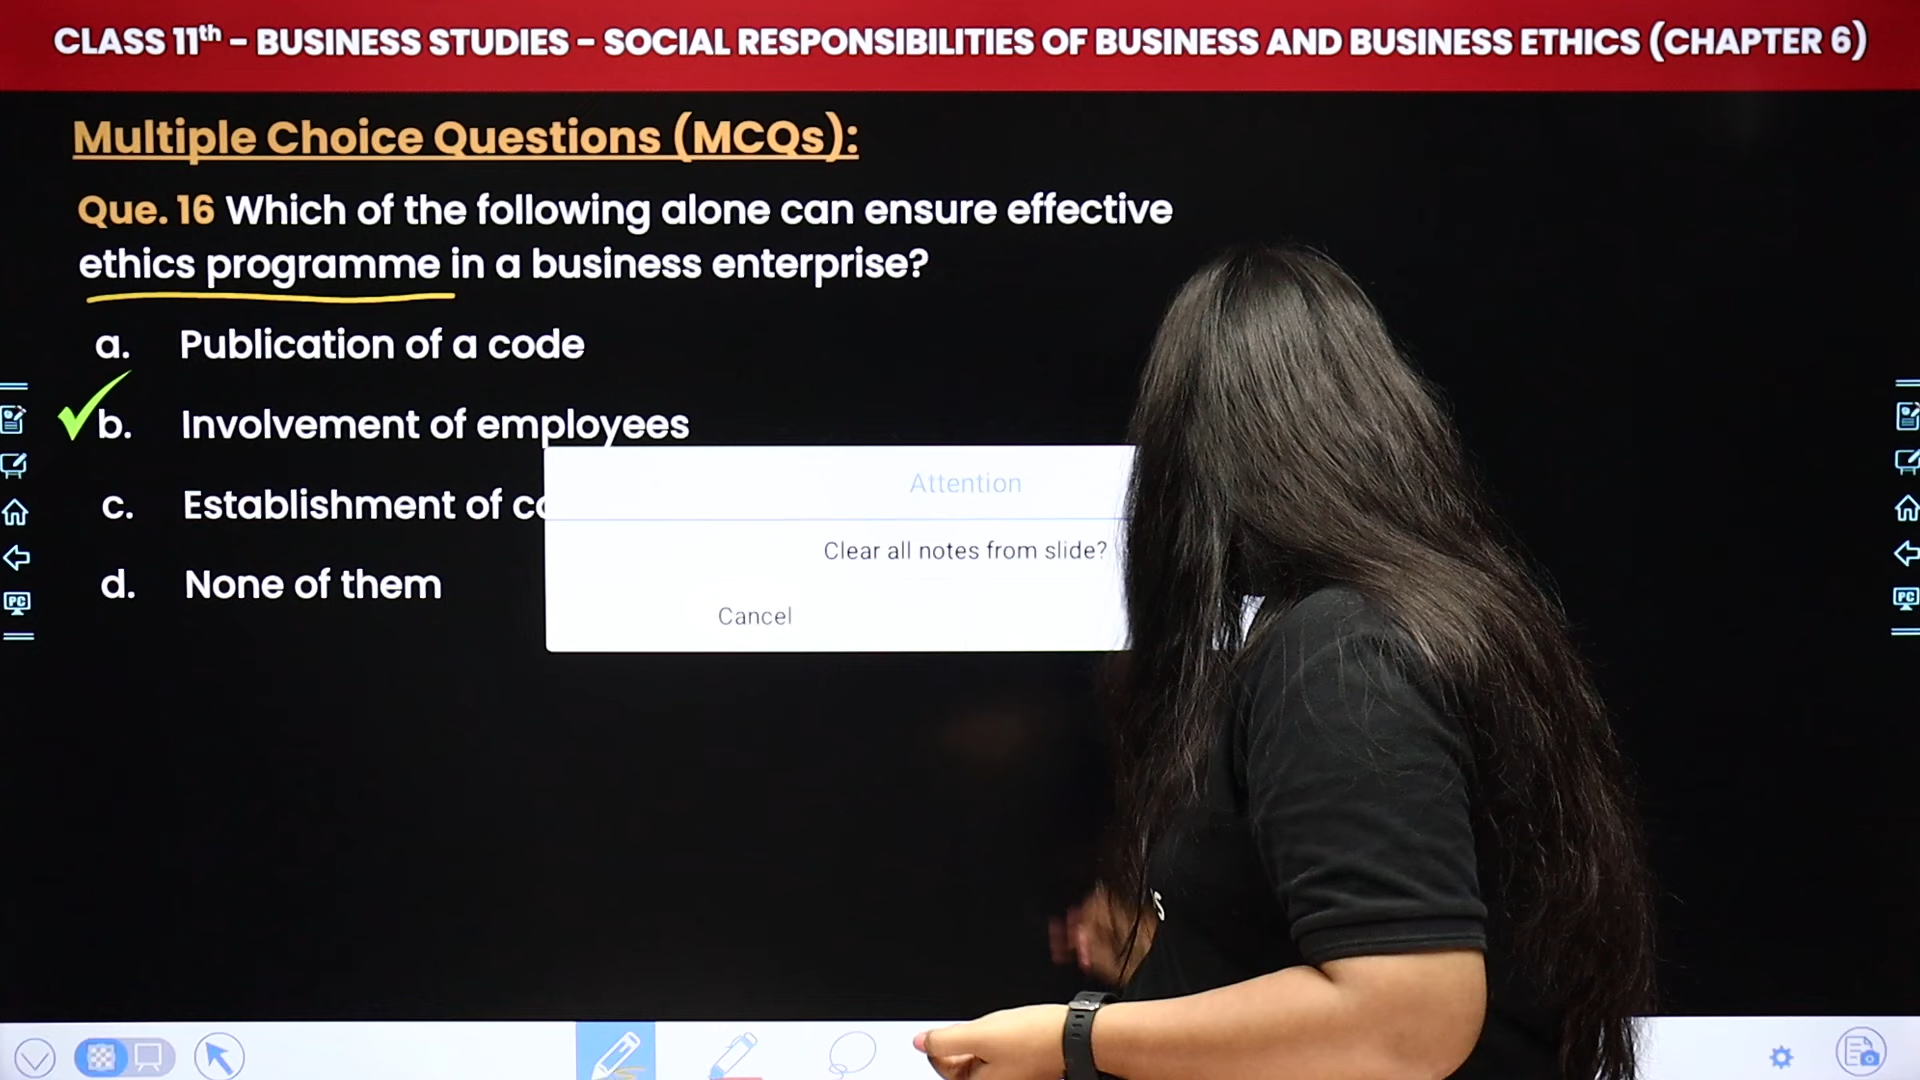 CLASS 11th - BUSINESS STUDIES - SOCIAL RESPONSIBILITIES OF BUSINESS AND BUSINESS ETHICS (CHAPTER 6)
Multiple Choice Questions (MCQs):
Que. 16 Which of the following alone can ensure effective
ethics programme in a business enterprise?
a. Publication of a code
b. Involvement of employees
c. Establishment of
d. None of them
Attention
Clear all notes from slide?
Cancel
PC
PC